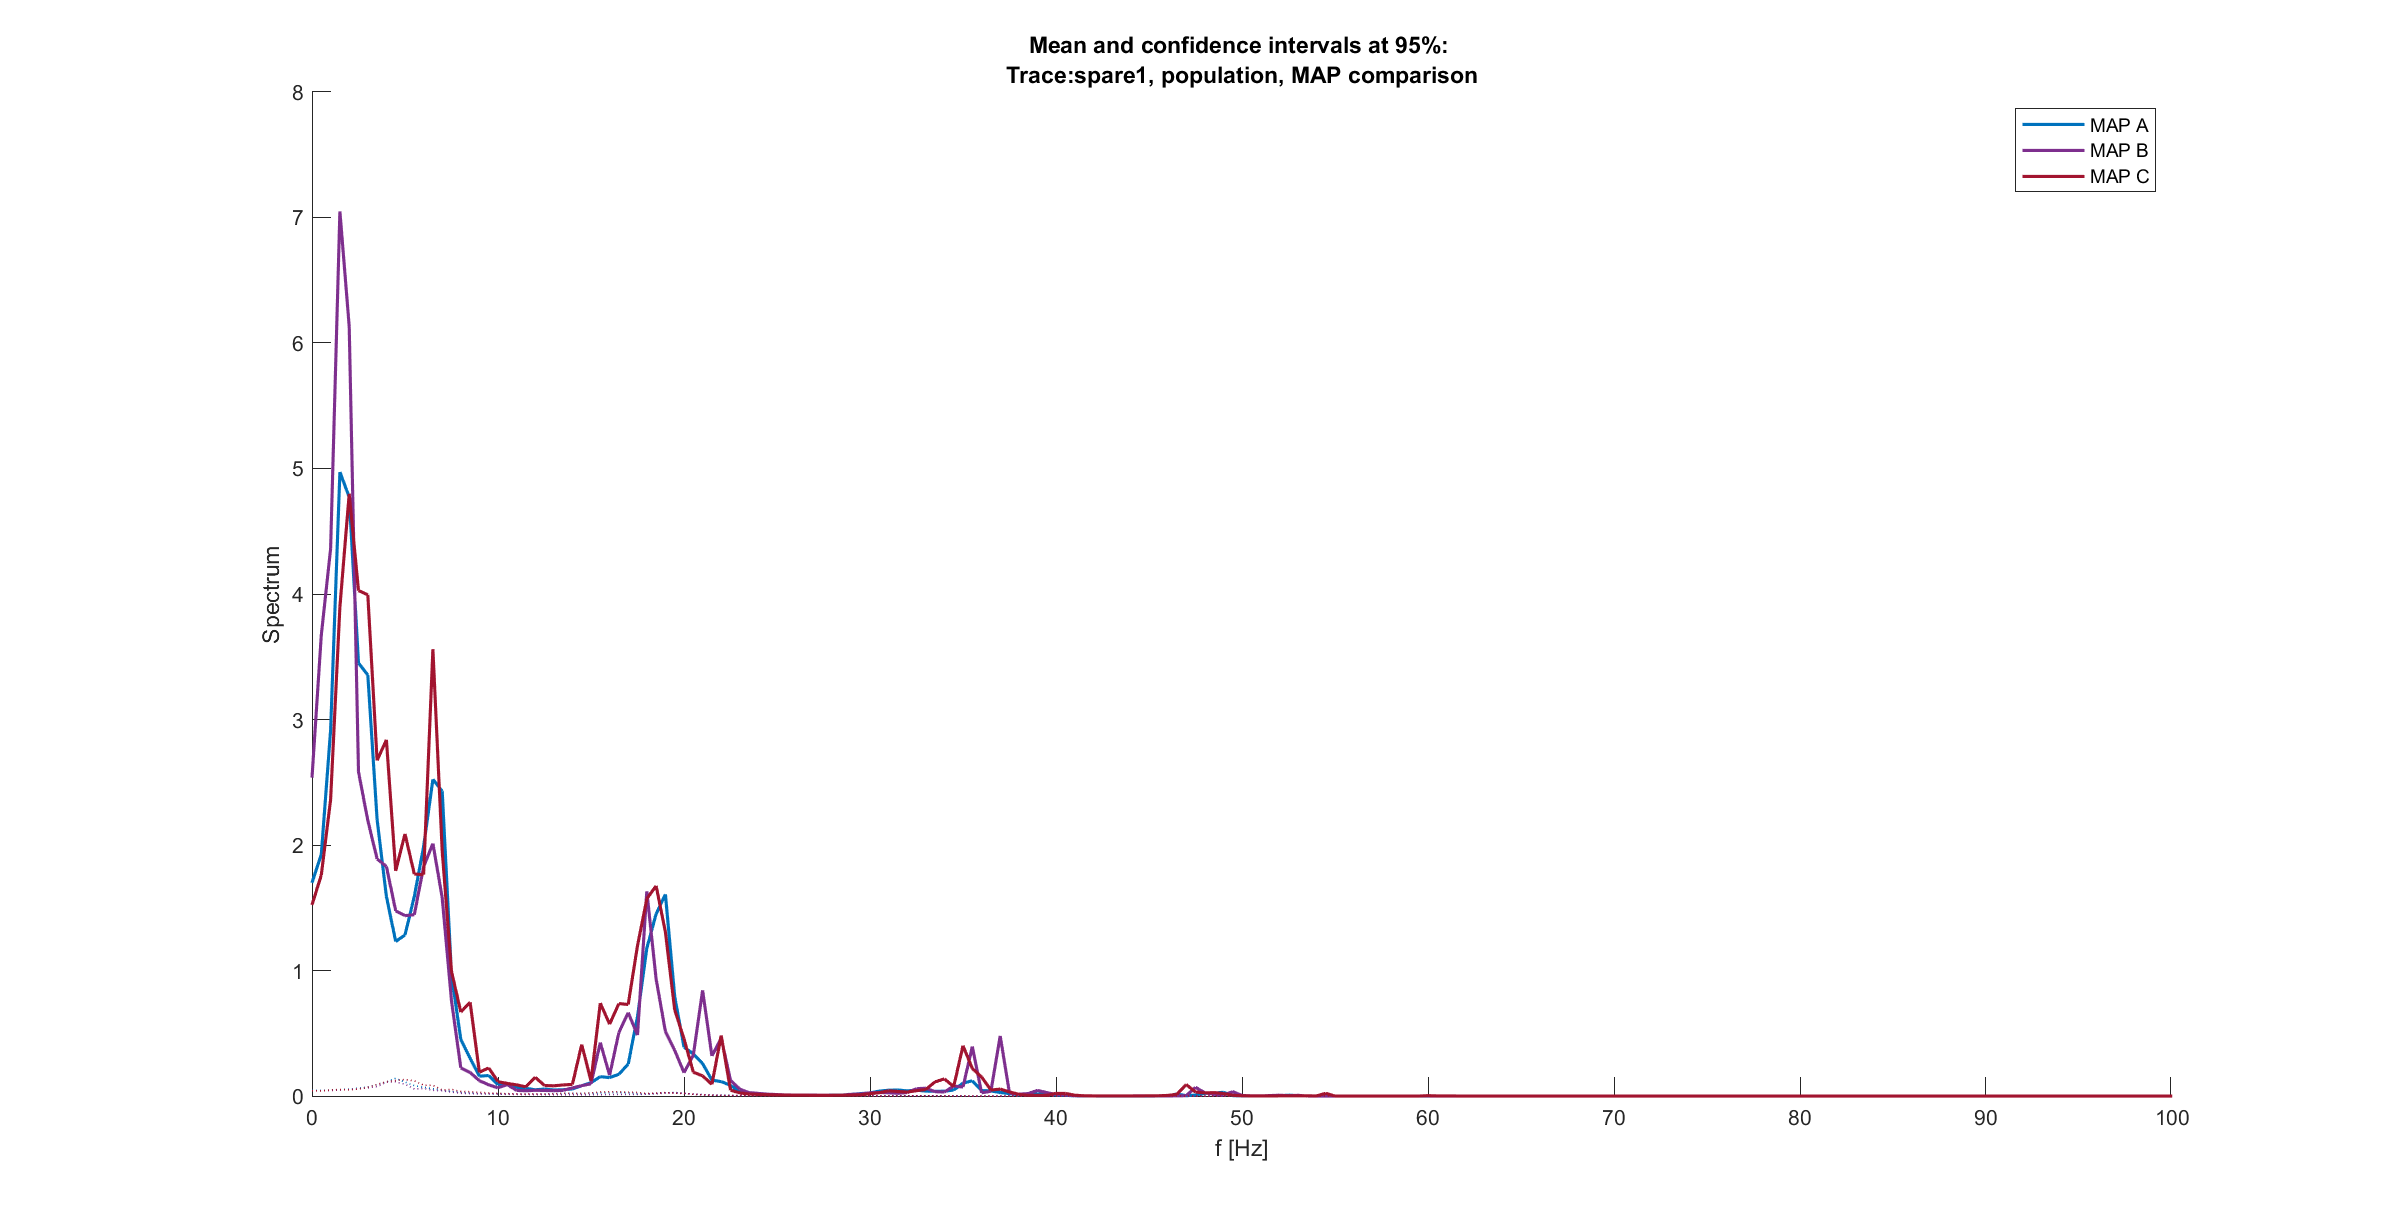 Mean and confidence intervals at 95%:
Trace:spare1, population, MAP comparison
MAP A
MAP B
MAP C
Spectrum
8
7
6
5
4
3
2
1
0
0 10 20 30 40 50 60 70 80 90 100
f [Hz]